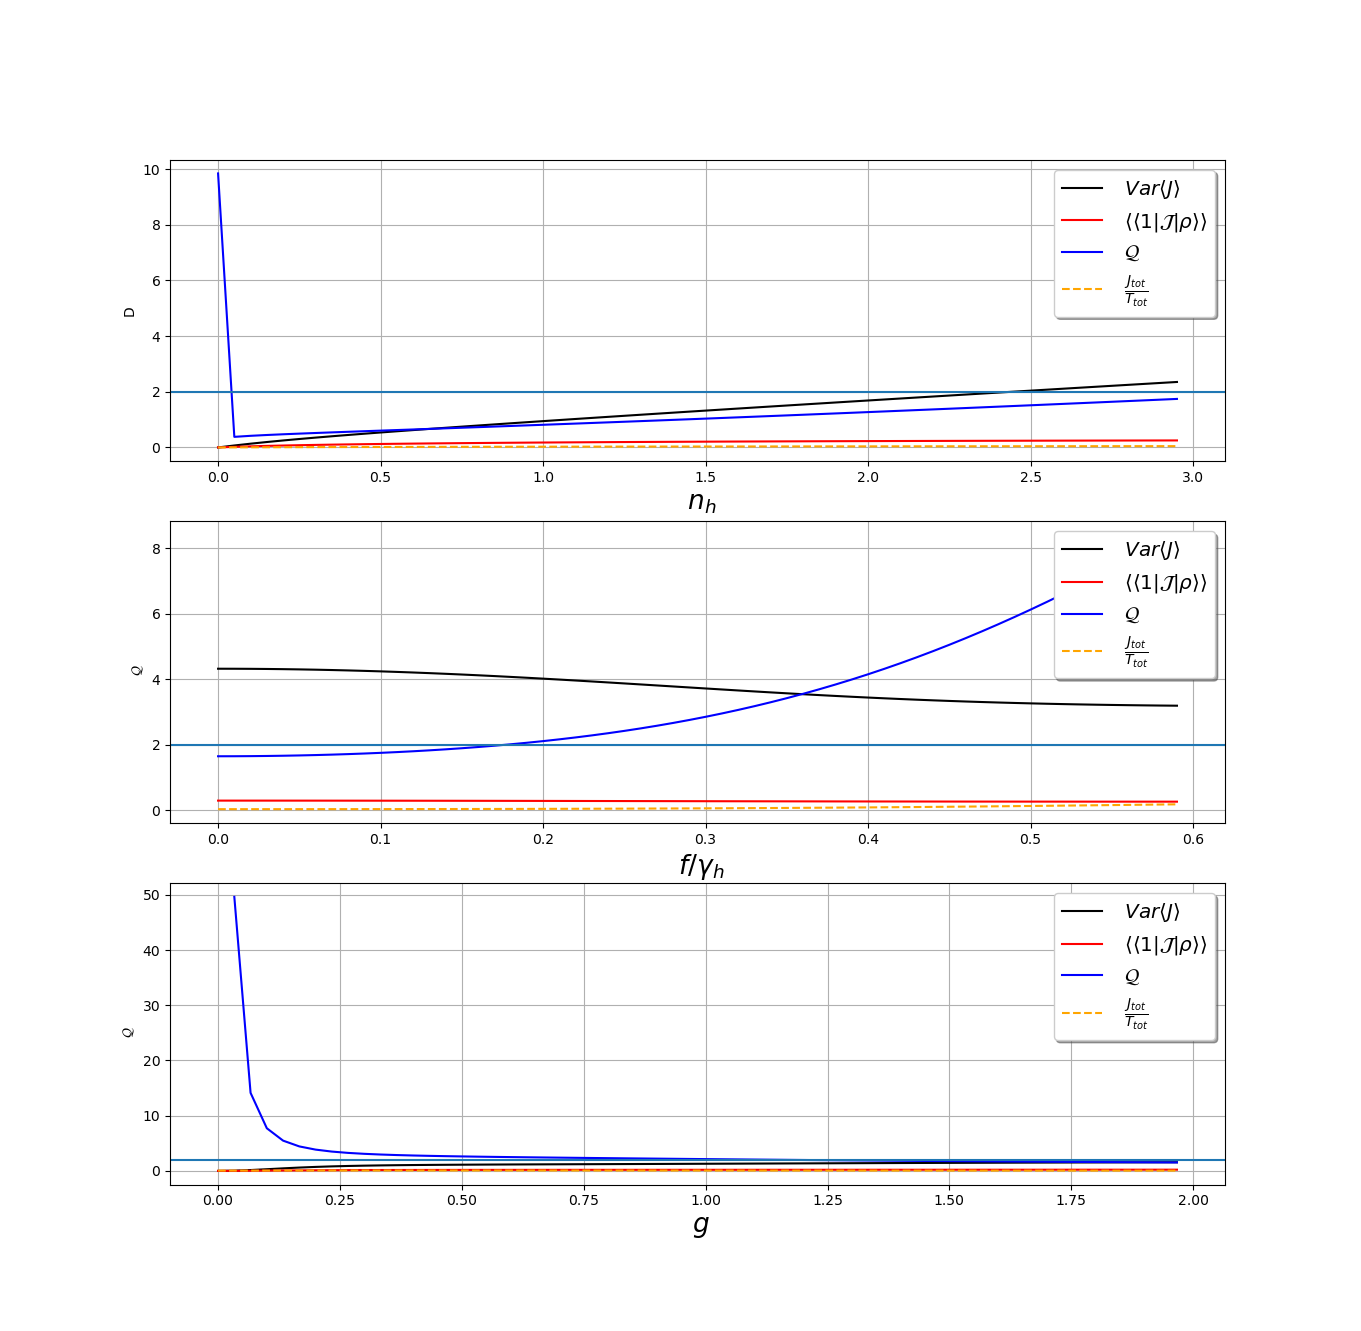 10
8
6
4
2
0
D
Var⟨J⟩
⟨⟨1|𝒥|ρ⟩⟩
𝒬
J_tot / T_tot
0.0 0.5 1.0 1.5 2.0 2.5 3.0
n_h
8
6
4
2
0
𝒬
Var⟨J⟩
⟨⟨1|𝒥|ρ⟩⟩
𝒬
J_tot / T_tot
0.0 0.1 0.2 0.3 0.4 0.5 0.6
f/γ_h
50
40
30
20
10
0
𝒬
Var⟨J⟩
⟨⟨1|𝒥|ρ⟩⟩
𝒬
J_tot / T_tot
0.00 0.25 0.50 0.75 1.00 1.25 1.50 1.75 2.00
g